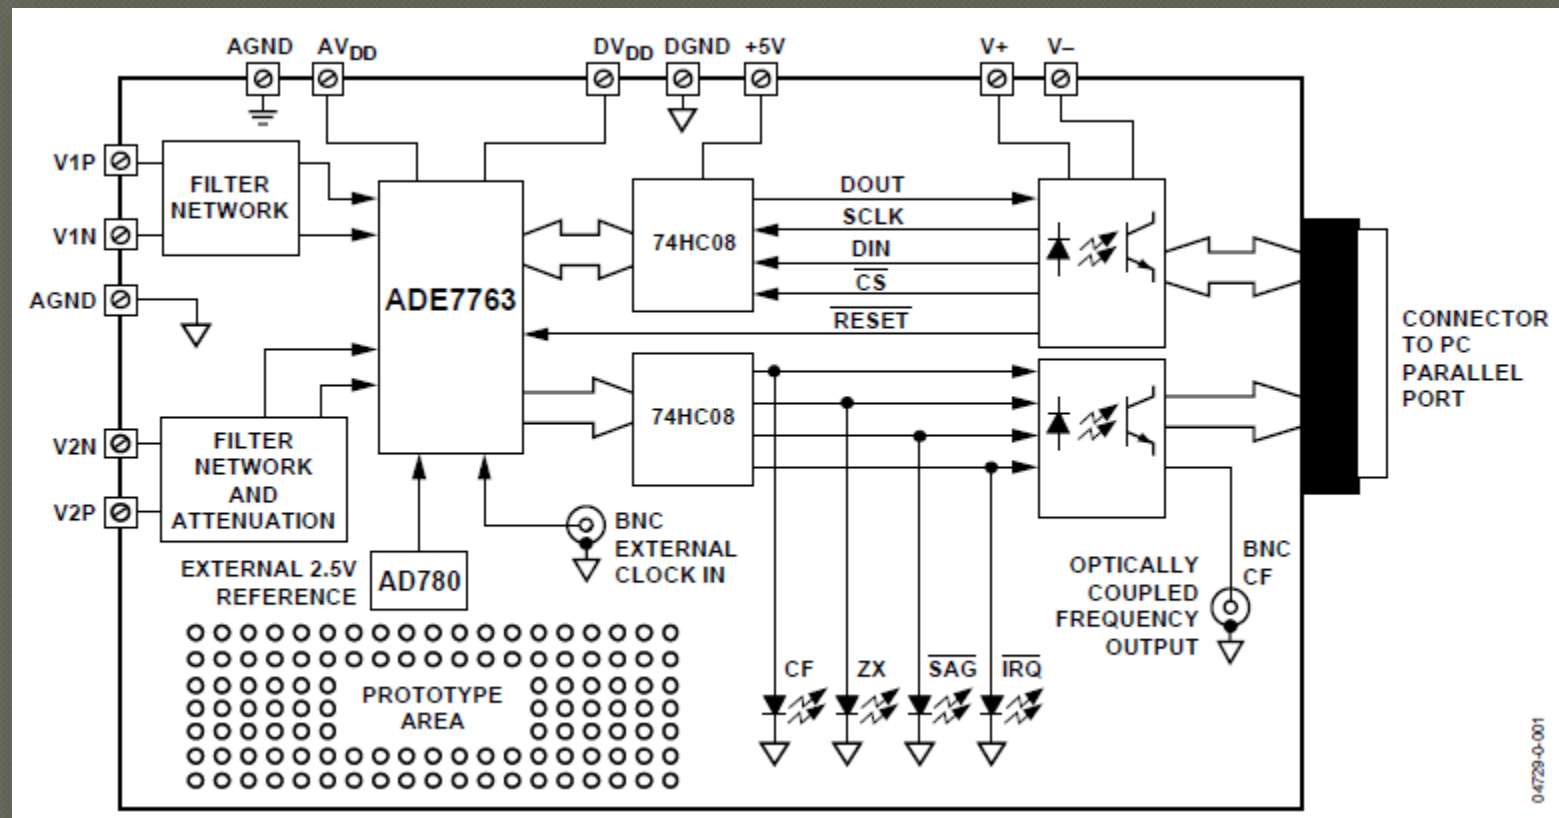 AGND
AVDD
DVDD
DGND
+5V
V+
V–
V1P
V1N
AGND
V2N
V2P
FILTER
NETWORK
ADE7763
74HC08
DOUT
SCLK
DIN
CS
RESET
74HC08
FILTER
NETWORK
AND
ATTENUATION
EXTERNAL 2.5V
REFERENCE
AD780
BNC
EXTERNAL
CLOCK IN
CONNECTOR
TO PC
PARALLEL
PORT
OPTICALLY
COUPLED
FREQUENCY
OUTPUT
BNC
CF
CF
ZX
SAG
IRQ
PROTOTYPE
AREA
04729-0-001